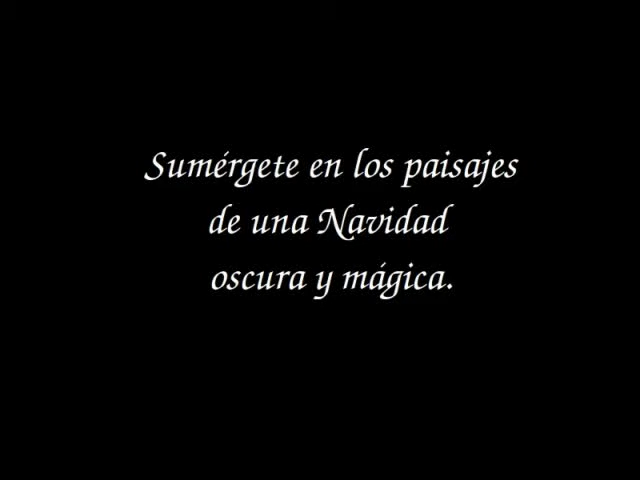 Sumérgete en los paisajes
de una Navidad
oscura y mágica.